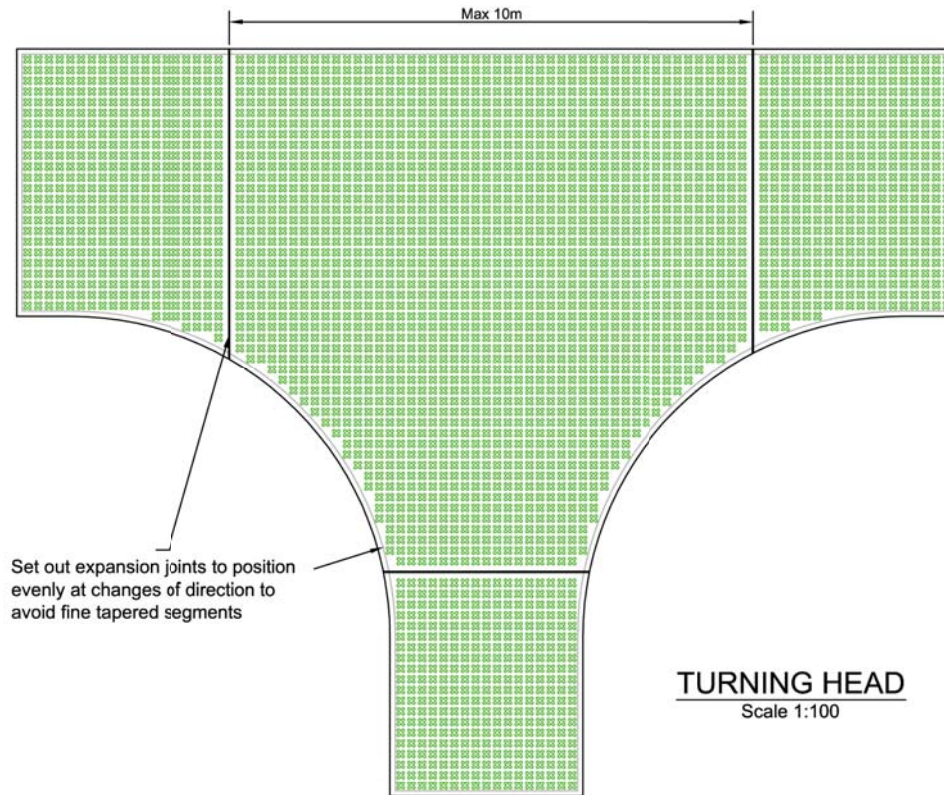 Max 10m
Set out expansion joints to position
evenly at changes of direction to
avoid fine tapered segments
TURNING HEAD
Scale 1:100